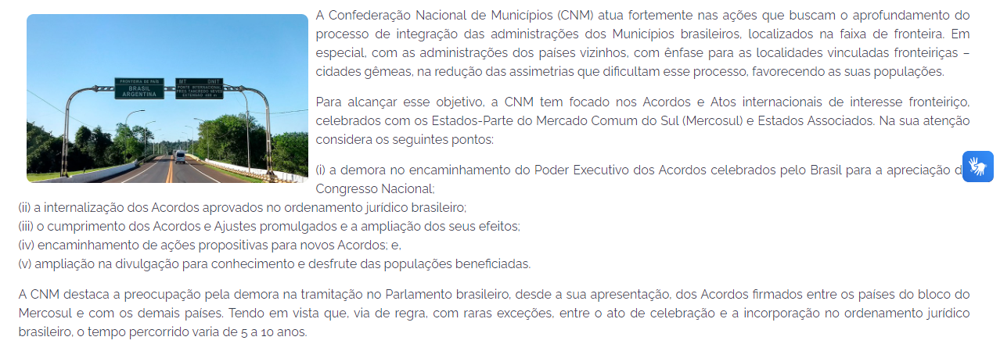 A Confederação Nacional de Municípios (CNM) atua fortemente nas ações que buscam o aprofundamento do
processo de integração das administrações dos Municípios brasileiros, localizados na faixa de fronteira. Em
especial, com as administrações dos países vizinhos, com ênfase para as localidades vinculadas fronteiriças –
cidades gêmeas, na redução das assimetrias que dificultam esse processo, favorecendo as suas populações.
FRONTEIRA DE PAÍS
BRASIL
ARGENTINA
MT DNIT
PONTE INTERNACIONAL
PRES TANCREDO NEVES
EXTENSÃO 489 m
Para alcançar esse objetivo, a CNM tem focado nos Acordos e Atos internacionais de interesse fronteiriço,
celebrados com os Estados-Parte do Mercado Comum do Sul (Mercosul) e Estados Associados. Na sua atenção
considera os seguintes pontos:
(i) a demora no encaminhamento do Poder Executivo dos Acordos celebrados pelo Brasil para a apreciação d
Congresso Nacional;
(ii) a internalização dos Acordos aprovados no ordenamento jurídico brasileiro;
(iii) o cumprimento dos Acordos e Ajustes promulgados e a ampliação dos seus efeitos;
(iv) encaminhamento de ações propositivas para novos Acordos; e,
(v) ampliação na divulgação para conhecimento e desfrute das populações beneficiadas.
A CNM destaca a preocupação pela demora na tramitação no Parlamento brasileiro, desde a sua apresentação, dos Acordos firmados entre os países do bloco do
Mercosul e com os demais países. Tendo em vista que, via de regra, com raras exceções, entre o ato de celebração e a incorporação no ordenamento jurídico
brasileiro, o tempo percorrido varia de 5 a 10 anos.